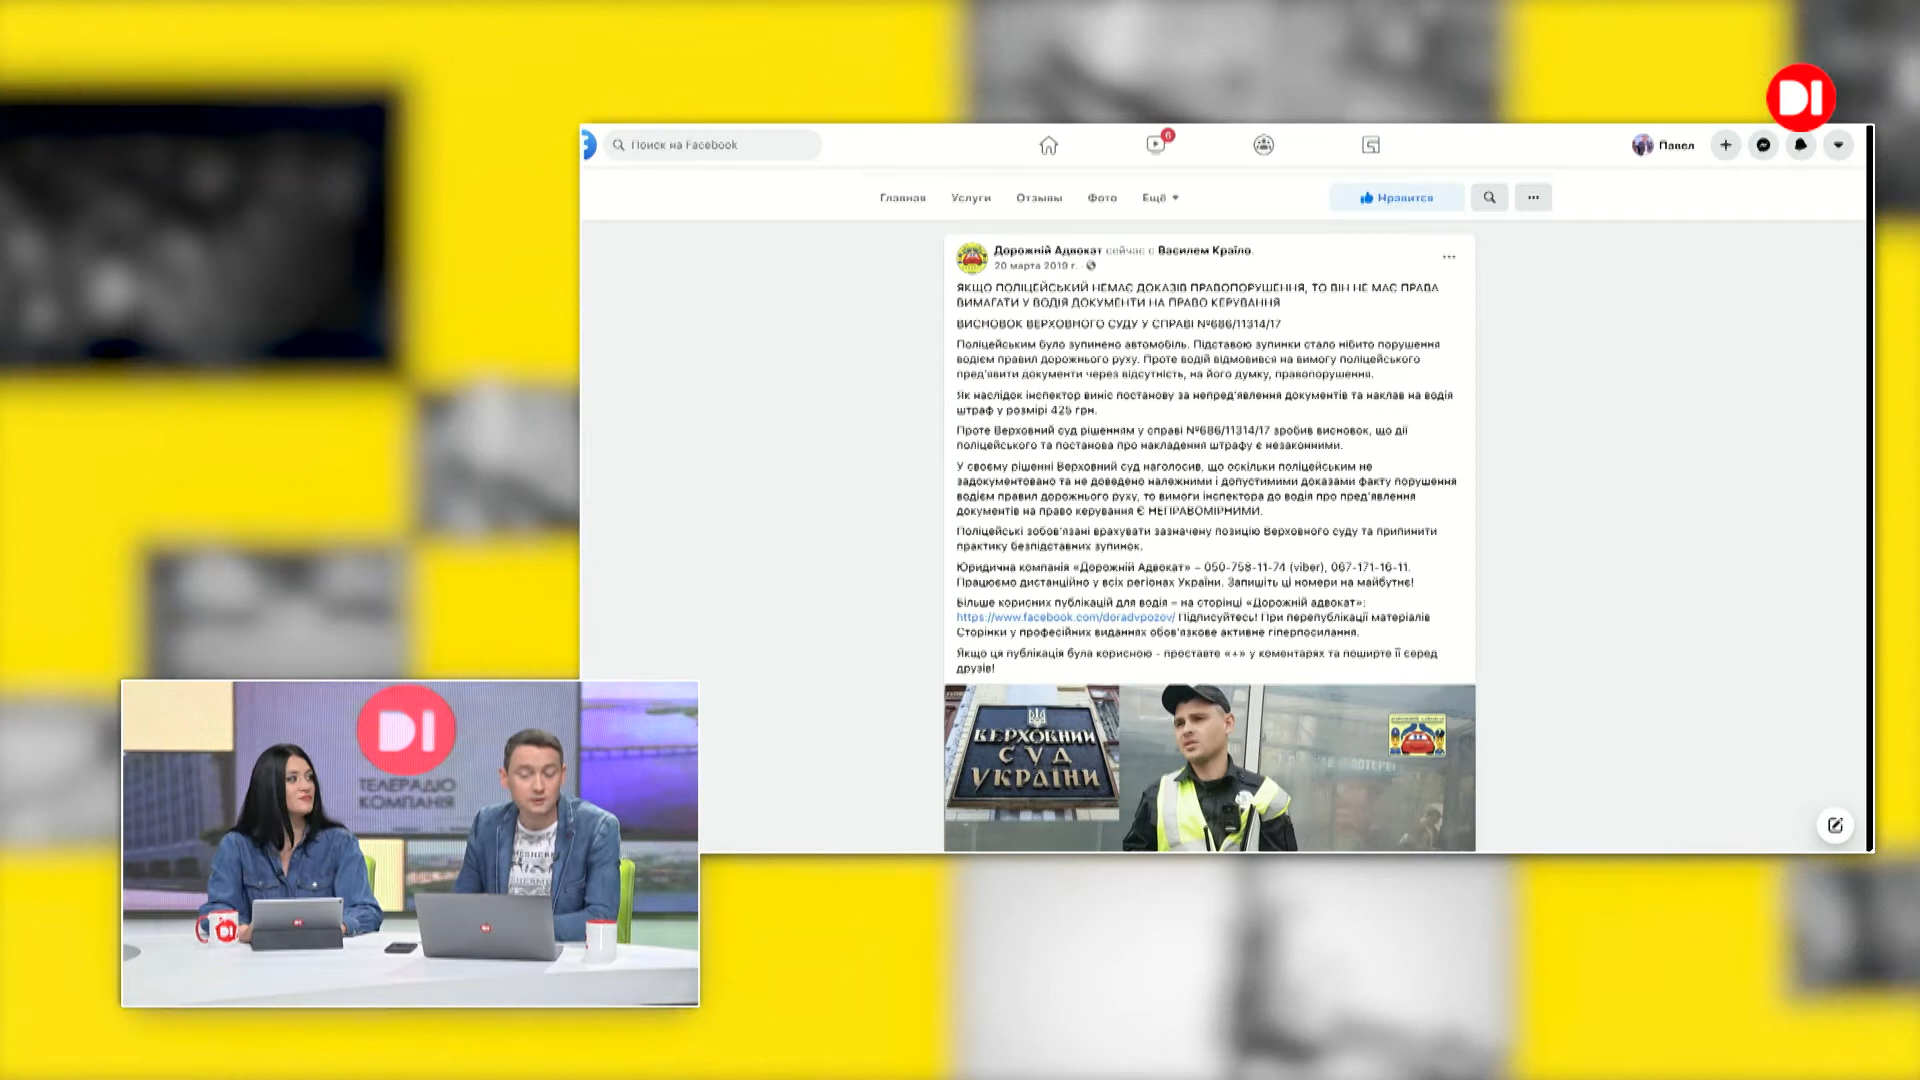 DI
Поиск на Facebook
6
Павел
Главная
Услуги
Отзывы
Фото
Ещё
Нравится
Дорожній Адвокат сейчас с Василем Країло.
20 марта 2019 г.
ЯКЩО ПОЛІЦЕЙСЬКИЙ НЕМАЄ ДОКАЗІВ ПРАВОПОРУШЕННЯ, ТО ВІН НЕ МАЄ ПРАВА
ВИМАГАТИ У ВОДІЯ ДОКУМЕНТИ НА ПРАВО КЕРУВАННЯ
ВИСНОВОК ВЕРХОВНОГО СУДУ У СПРАВІ №686/11314/17
Поліцейським було зупинено автомобіль. Підставою зупинки стало нібито порушення
водієм правил дорожнього руху. Проте водій відмовився на вимогу поліцейського
пред'явити документи через відсутність, на його думку, правопорушення.
Як наслідок інспектор виніс постанову за непред'явлення документів та наклав на водія
штраф у розмірі 425 грн.
Проте Верховний суд рішенням у справі №686/11314/17 зробив висновок, що дії
поліцейського та постанова про накладення штрафу є незаконними.
У своєму рішенні Верховний суд наголосив, що оскільки поліцейським не
задокументовано та не доведено належними і допустимими доказами факту порушення
водієм правил дорожнього руху, то вимоги інспектора до водія про пред'явлення
документів на право керування Є НЕПРАВОМІРНИМИ.
Поліцейські зобов'язані врахувати зазначену позицію Верховного суду та припинити
практику безпідставних зупинок.
Юридична компанія «Дорожній Адвокат» – 050-758-11-74 (viber), 067-171-16-11.
Працюємо дистанційно у всіх регіонах України. Запишіть ці номери на майбутнє!
Більше корисних публікацій для водія – на сторінці «Дорожній адвокат»:
https://www.facebook.com/doradvpozov/ Підписуйтесь! При перепублікації матеріалів
Сторінки у професійних виданнях обов'язкове активне гіперпосилання.
Якщо ця публікація була корисною - проставте «+» у коментарях та поширте її серед
друзів!
ВЕРХОВНИЙ
СУД
УКРАЇНИ
DI
ТЕЛЕРАДІО
КОМПАНІЯ
DI